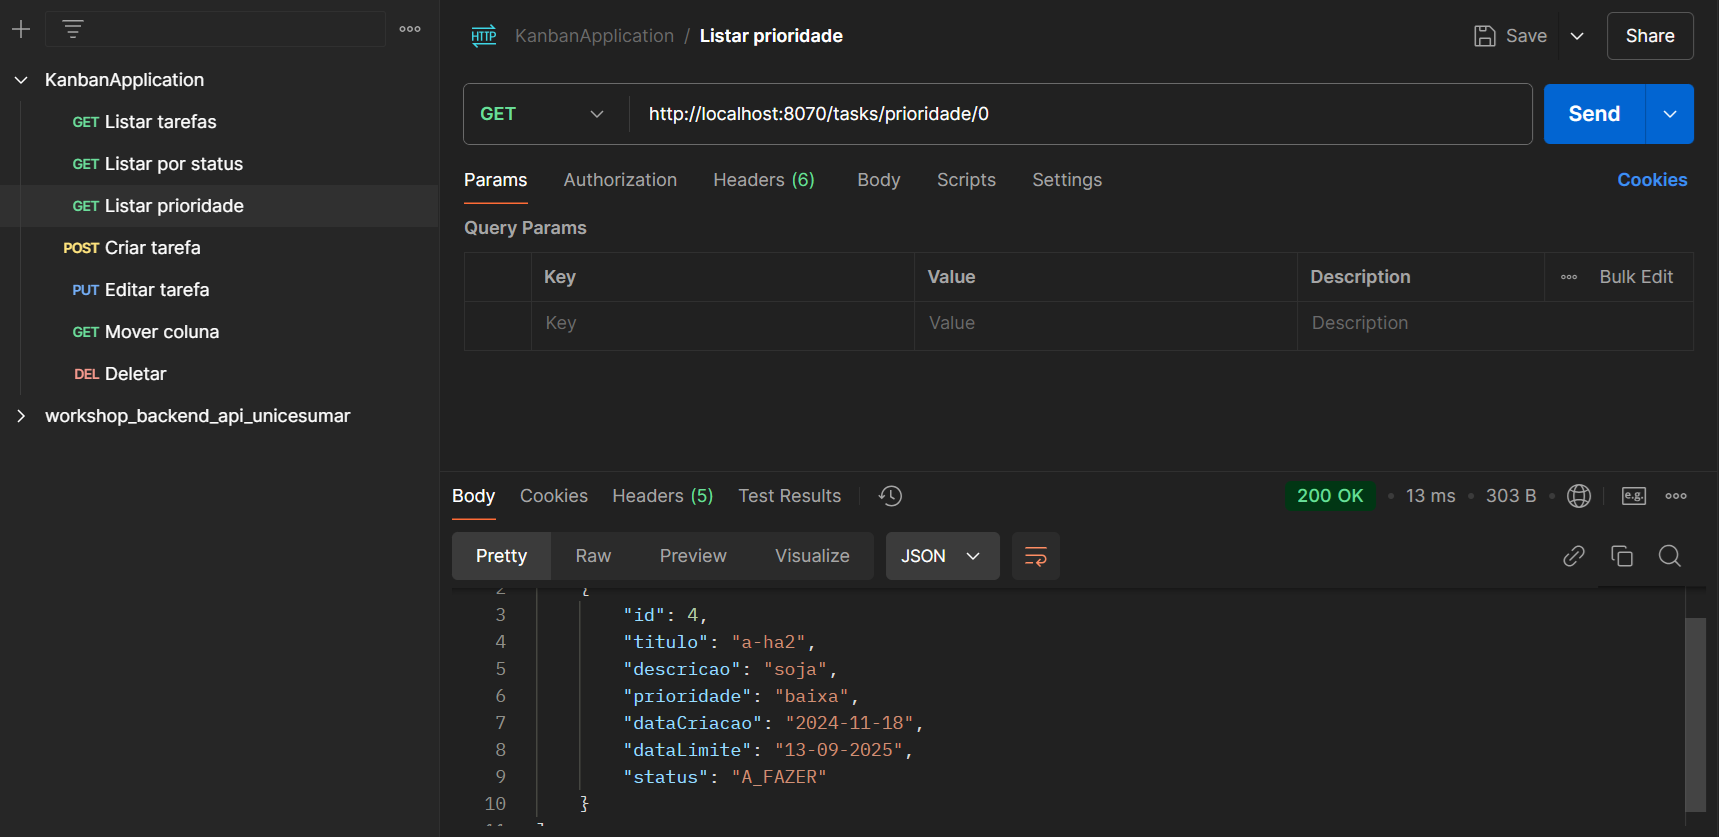 KanbanApplication
GET Listar tarefas
GET Listar por status
GET Listar prioridade
POST Criar tarefa
PUT Editar tarefa
GET Mover coluna
DEL Deletar
workshop_backend_api_unicesumar
HTTP KanbanApplication / Listar prioridade
Save
Share
GET http://localhost:8070/tasks/prioridade/0
Send
Params Authorization Headers (6) Body Scripts Settings Cookies
Query Params
Key Value Description Bulk Edit
Key Value Description
Body Cookies Headers (5) Test Results 200 OK • 13 ms • 303 B • e.g.
Pretty Raw Preview Visualize JSON
2 {
3 "id": 4,
4 "titulo": "a-ha2",
5 "descricao": "soja",
6 "prioridade": "baixa",
7 "dataCriacao": "2024-11-18",
8 "dataLimite": "13-09-2025",
9 "status": "A_FAZER"
10 }